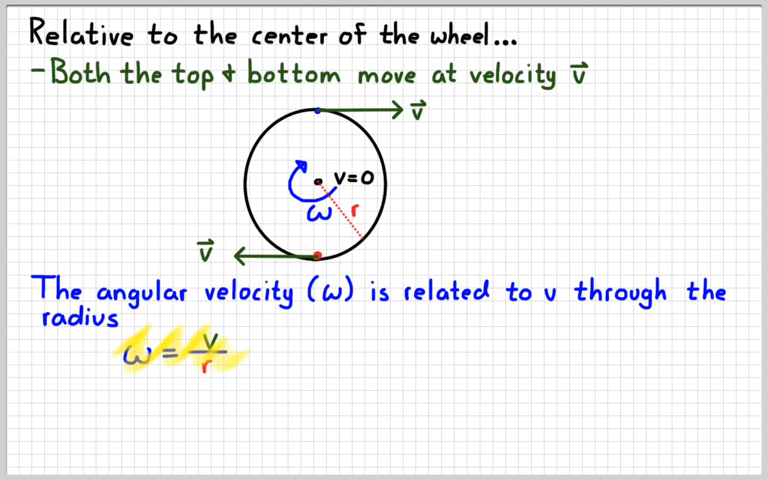 Relative to the center of the wheel...
- Both the top & bottom move at velocity v⃗
v⃗
v=0
ω
r
v⃗
The angular velocity (ω) is related to v through the
radius
ω = v/r